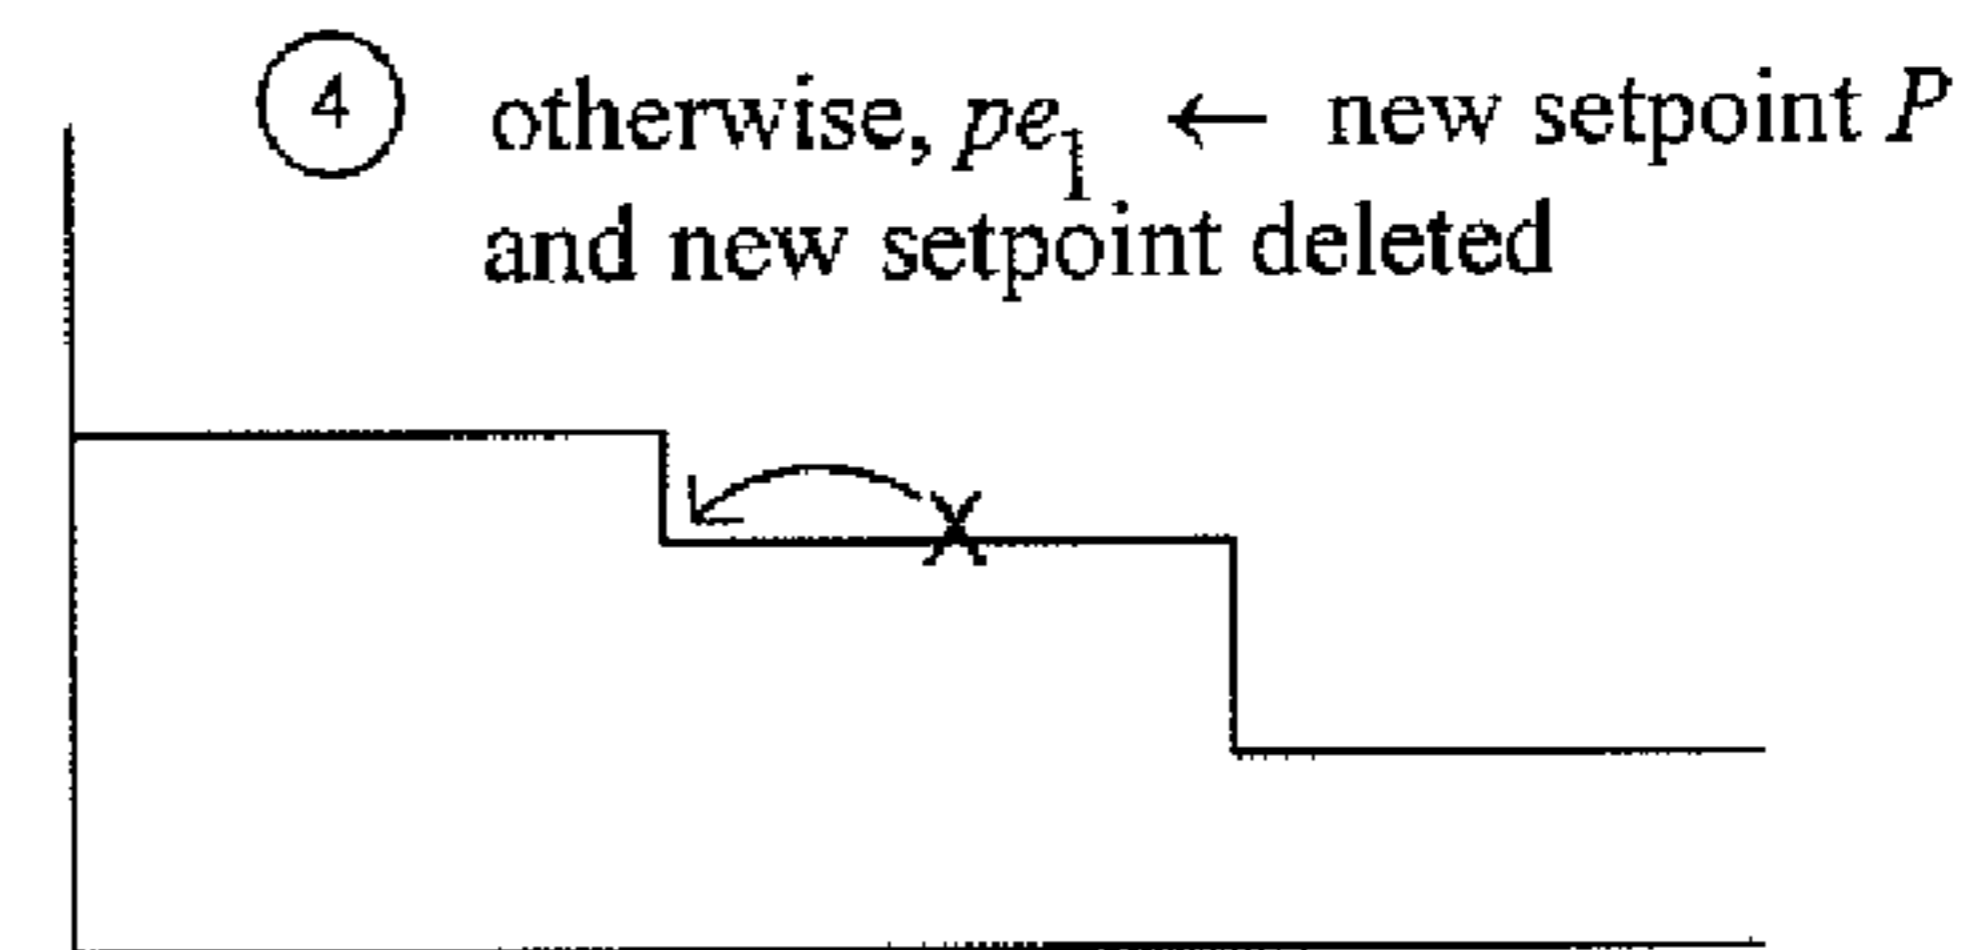 ④ otherwise, pe₁ ← new setpoint P
and new setpoint deleted